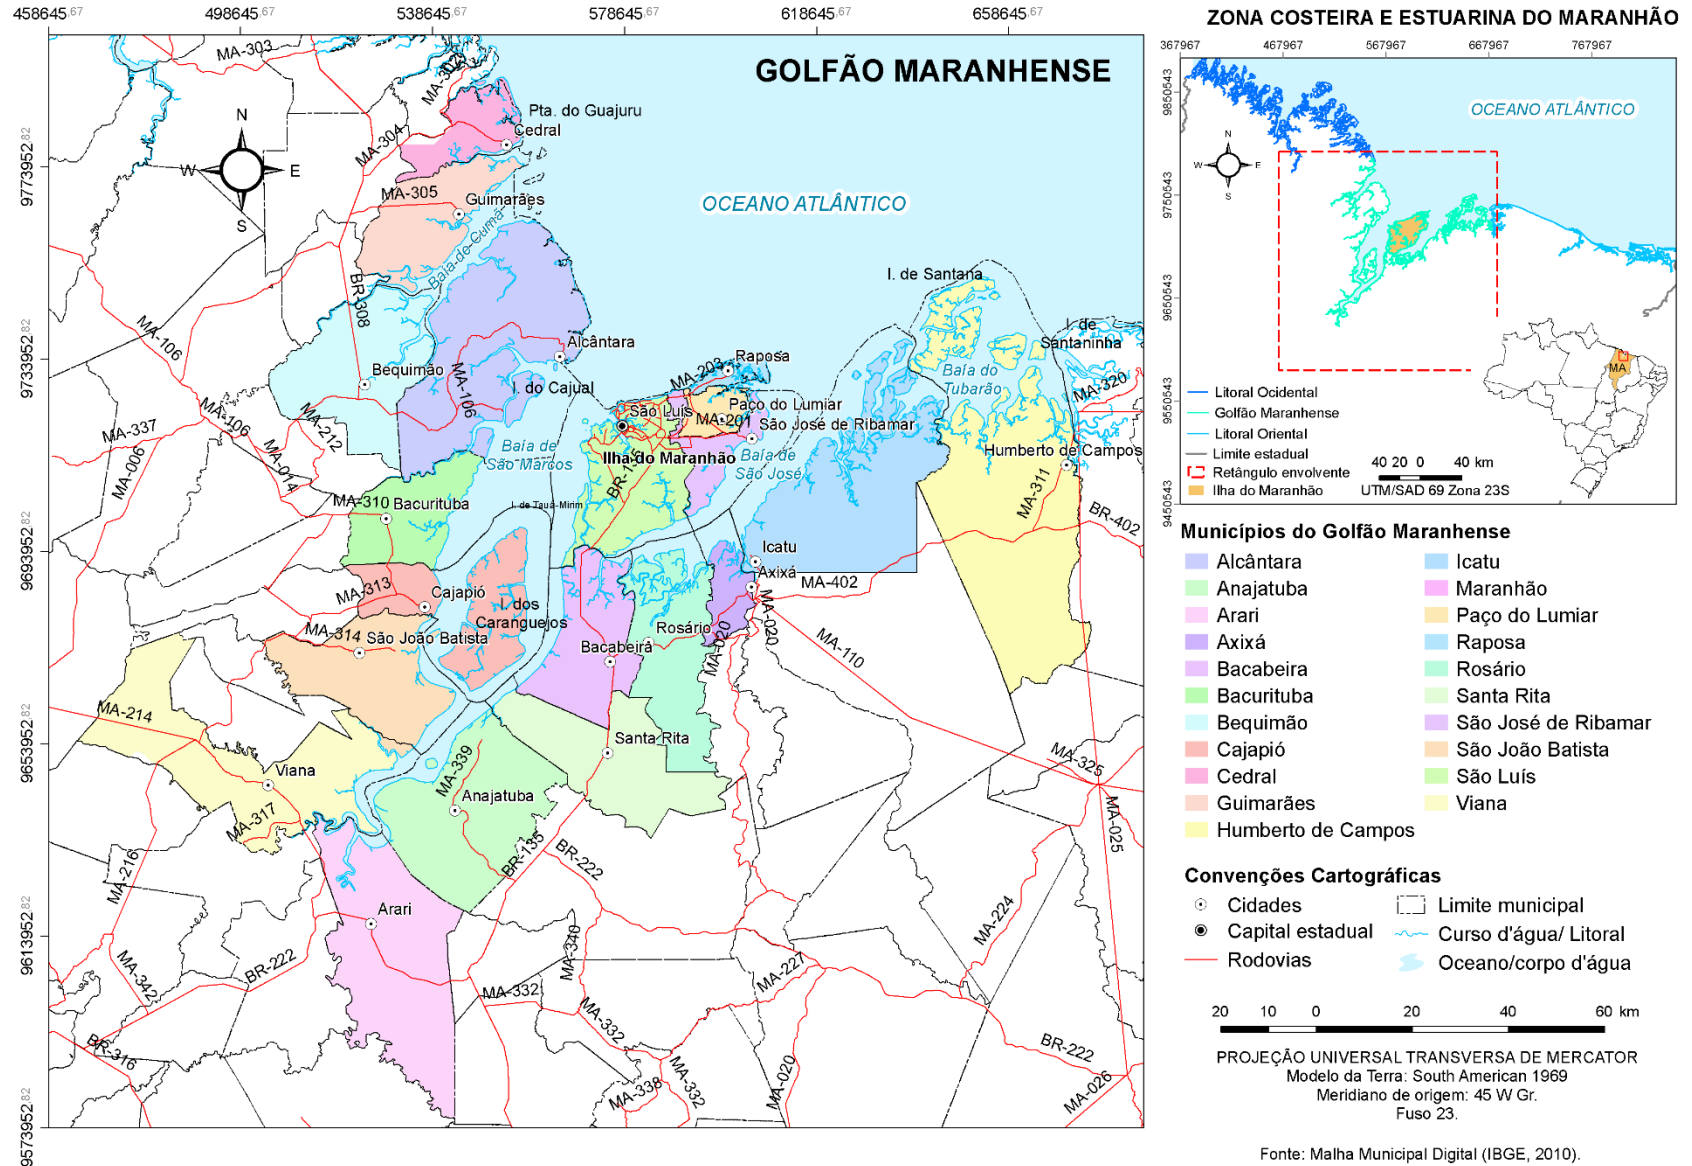 458645,67
498645,67
538645,67
578645,67
618645,67
658645,67
9773952,82
9733952,82
9693952,82
9653952,82
9613952,82
9573952,82
GOLFÃO MARANHENSE
N
W
E
S
MA-303
MA-302
Pta. do Guajuru
Cedral
MA-304
MA-305
Guimarães
OCEANO ATLÂNTICO
Baía de Cumã
BR-308
I. de Santana
MA-106
Alcântara
I. de
Santaninha
Raposa
Bequimão
MA-203
Baía do
Tubarão
MA-320
I. do Cajual
MA-106
MA-106
São Luís
Paço do Lumiar
MA-201
São José de Ribamar
MA-337
MA-212
MA-006
MA-014
Baía de
São Marcos
Ilha do Maranhão
Baía de
São José
Humberto de Campos
BR-135
MA-311
MA-310
Bacurituba
I. de Tauá-Mirim
BR-402
Icatu
Axixá
MA-402
MA-313
Cajapió
I. dos
Caranguejos
MA-020
MA-314
São João Batista
Rosário
MA-020
MA-110
Bacabeira
MA-214
Santa Rita
MA-325
Viana
MA-339
Anajatuba
MA-317
MA-025
MA-216
BR-135
BR-222
Arari
MA-224
MA-340
MA-342
BR-222
MA-227
MA-332
MA-332
BR-316
BR-222
MA-338
MA-332
MA-020
MA-026
ZONA COSTEIRA E ESTUARINA DO MARANHÃO
367967
467967
567967
667967
767967
9850543
9750543
9650543
9550543
9450543
OCEANO ATLÂNTICO
N
W
E
S
MA
Litoral Ocidental
Golfão Maranhense
Litoral Oriental
Limite estadual
Retângulo envolvente
Ilha do Maranhão
40 20 0 40 km
UTM/SAD 69 Zona 23S
Municípios do Golfão Maranhense
Alcântara
Anajatuba
Arari
Axixá
Bacabeira
Bacurituba
Bequimão
Cajapió
Cedral
Guimarães
Humberto de Campos
Icatu
Maranhão
Paço do Lumiar
Raposa
Rosário
Santa Rita
São José de Ribamar
São João Batista
São Luís
Viana
Convenções Cartográficas
Cidades
Capital estadual
Rodovias
Limite municipal
Curso d'água/ Litoral
Oceano/corpo d'água
20 10 0 20 40 60 km
PROJEÇÃO UNIVERSAL TRANSVERSA DE MERCATOR
Modelo da Terra: South American 1969
Meridiano de origem: 45 W Gr.
Fuso 23.
Fonte: Malha Municipal Digital (IBGE, 2010).